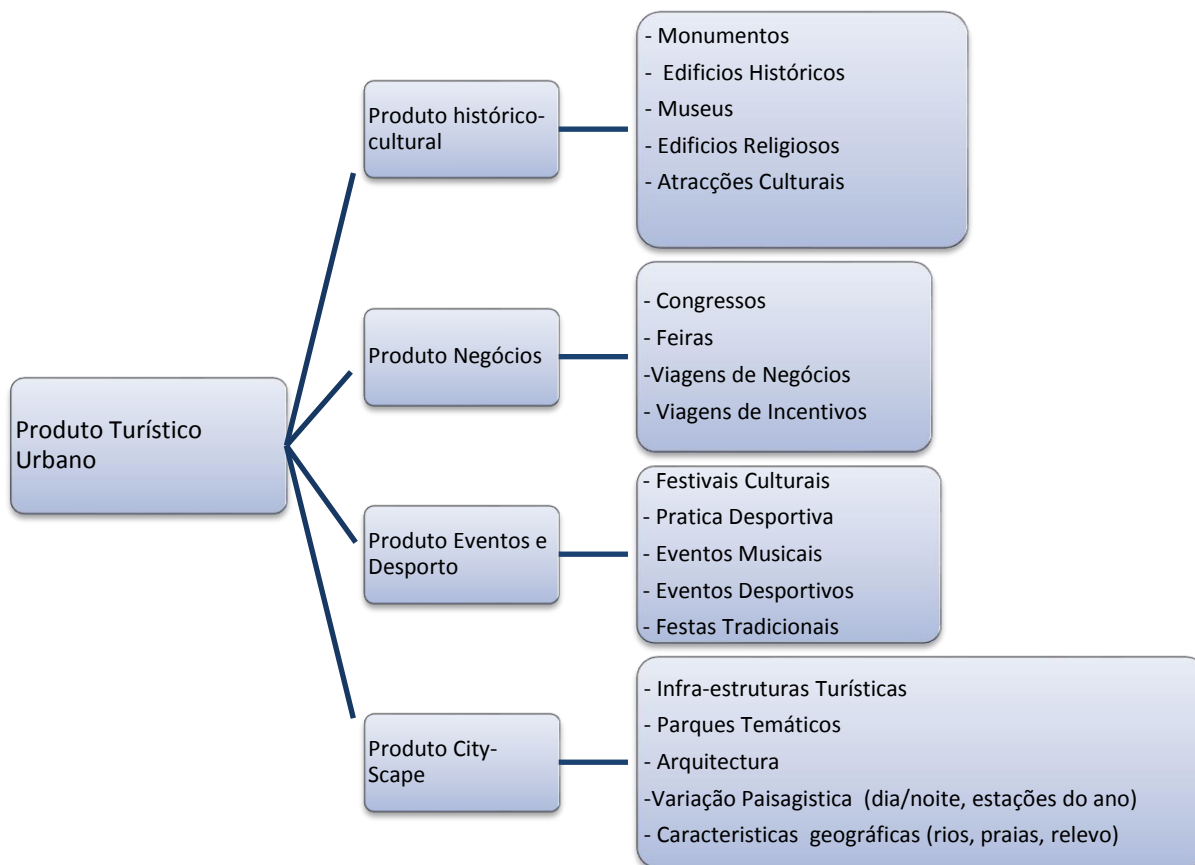 Produto Turístico
Urbano
Produto histórico-
cultural
- Monumentos
- Edificios Históricos
- Museus
- Edificios Religiosos
- Atracções Culturais
Produto Negócios
- Congressos
- Feiras
-Viagens de Negócios
- Viagens de Incentivos
Produto Eventos e
Desporto
- Festivais Culturais
- Pratica Desportiva
- Eventos Musicais
- Eventos Desportivos
- Festas Tradicionais
Produto City-
Scape
- Infra-estruturas Turísticas
- Parques Temáticos
- Arquitectura
-Variação Paisagistica (dia/noite, estações do ano)
- Caracteristicas geográficas (rios, praias, relevo)